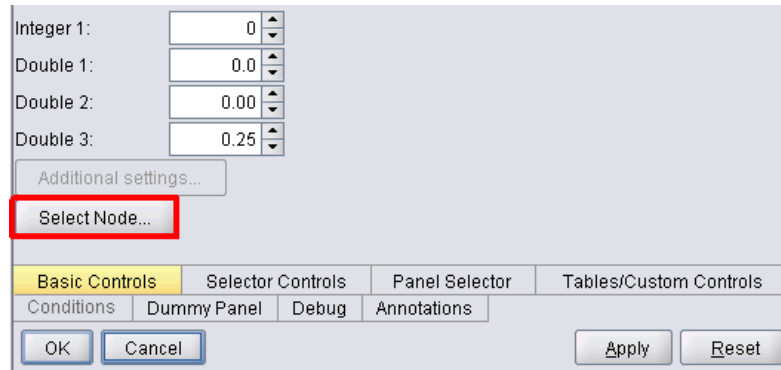 Integer 1: 0
Double 1: 0.0
Double 2: 0.00
Double 3: 0.25
Additional settings...
Select Node...
Basic Controls Selector Controls Panel Selector Tables/Custom Controls
Conditions Dummy Panel Debug Annotations
OK Cancel Apply Reset